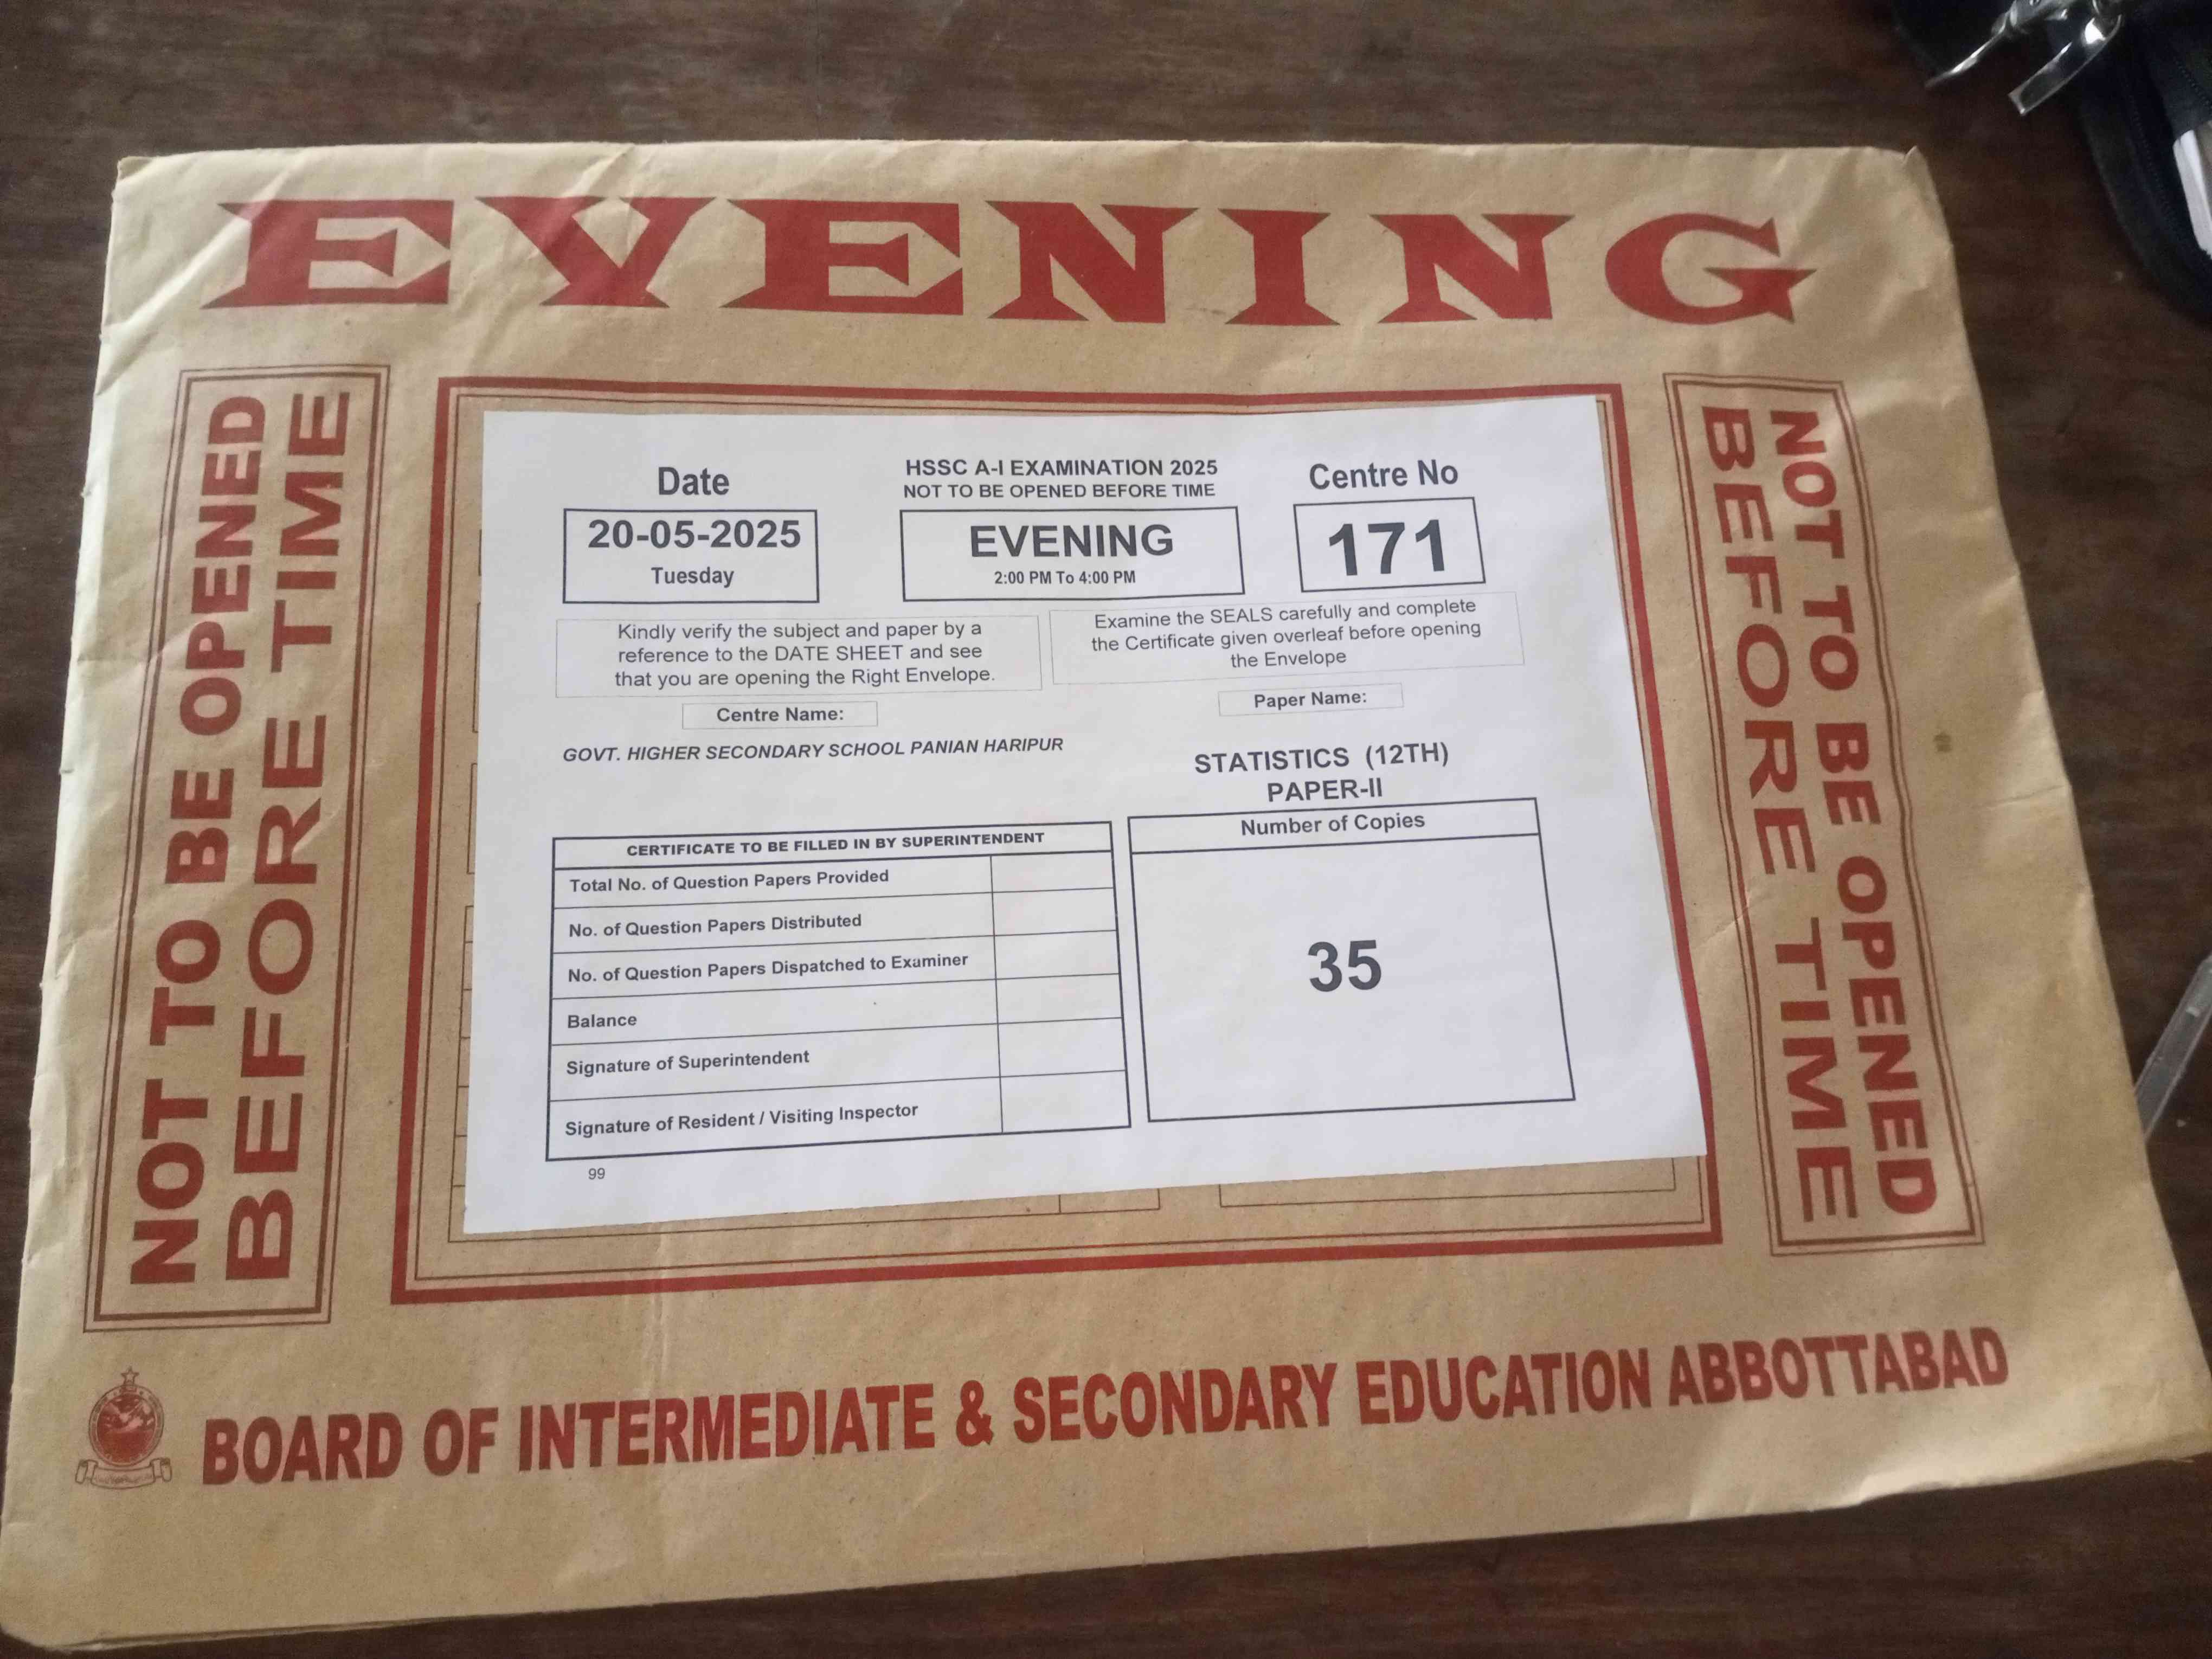 EVENING
NOT TO BE OPENED
BEFORE TIME
Date
20-05-2025
Tuesday
HSSC A-I EXAMINATION 2025
NOT TO BE OPENED BEFORE TIME
EVENING
2:00 PM To 4:00 PM
Centre No
171
Kindly verify the subject and paper by a
reference to the DATE SHEET and see
that you are opening the Right Envelope.
Examine the SEALS carefully and complete
the Certificate given overleaf before opening
the Envelope
Centre Name:
GOVT. HIGHER SECONDARY SCHOOL PANIAN HARIPUR
Paper Name:
STATISTICS (12TH)
PAPER-II
CERTIFICATE TO BE FILLED IN BY SUPERINTENDENT
Total No. of Question Papers Provided
No. of Question Papers Distributed
No. of Question Papers Dispatched to Examiner
Balance
Signature of Superintendent
Signature of Resident / Visiting Inspector
Number of Copies
35
99
NOT TO BE OPENED
BEFORE TIME
BOARD OF INTERMEDIATE & SECONDARY EDUCATION ABBOTTABAD